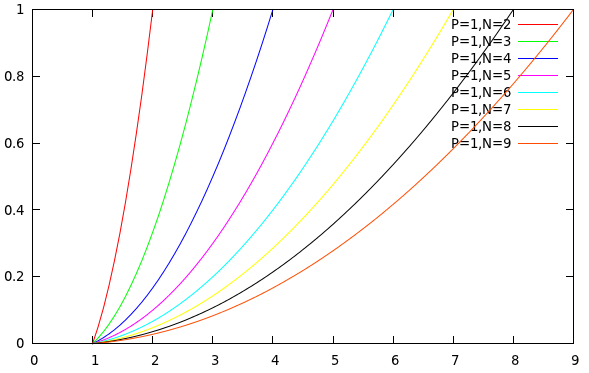 1
0.8
0.6
0.4
0.2
0
0 1 2 3 4 5 6 7 8 9
P=1,N=2
P=1,N=3
P=1,N=4
P=1,N=5
P=1,N=6
P=1,N=7
P=1,N=8
P=1,N=9